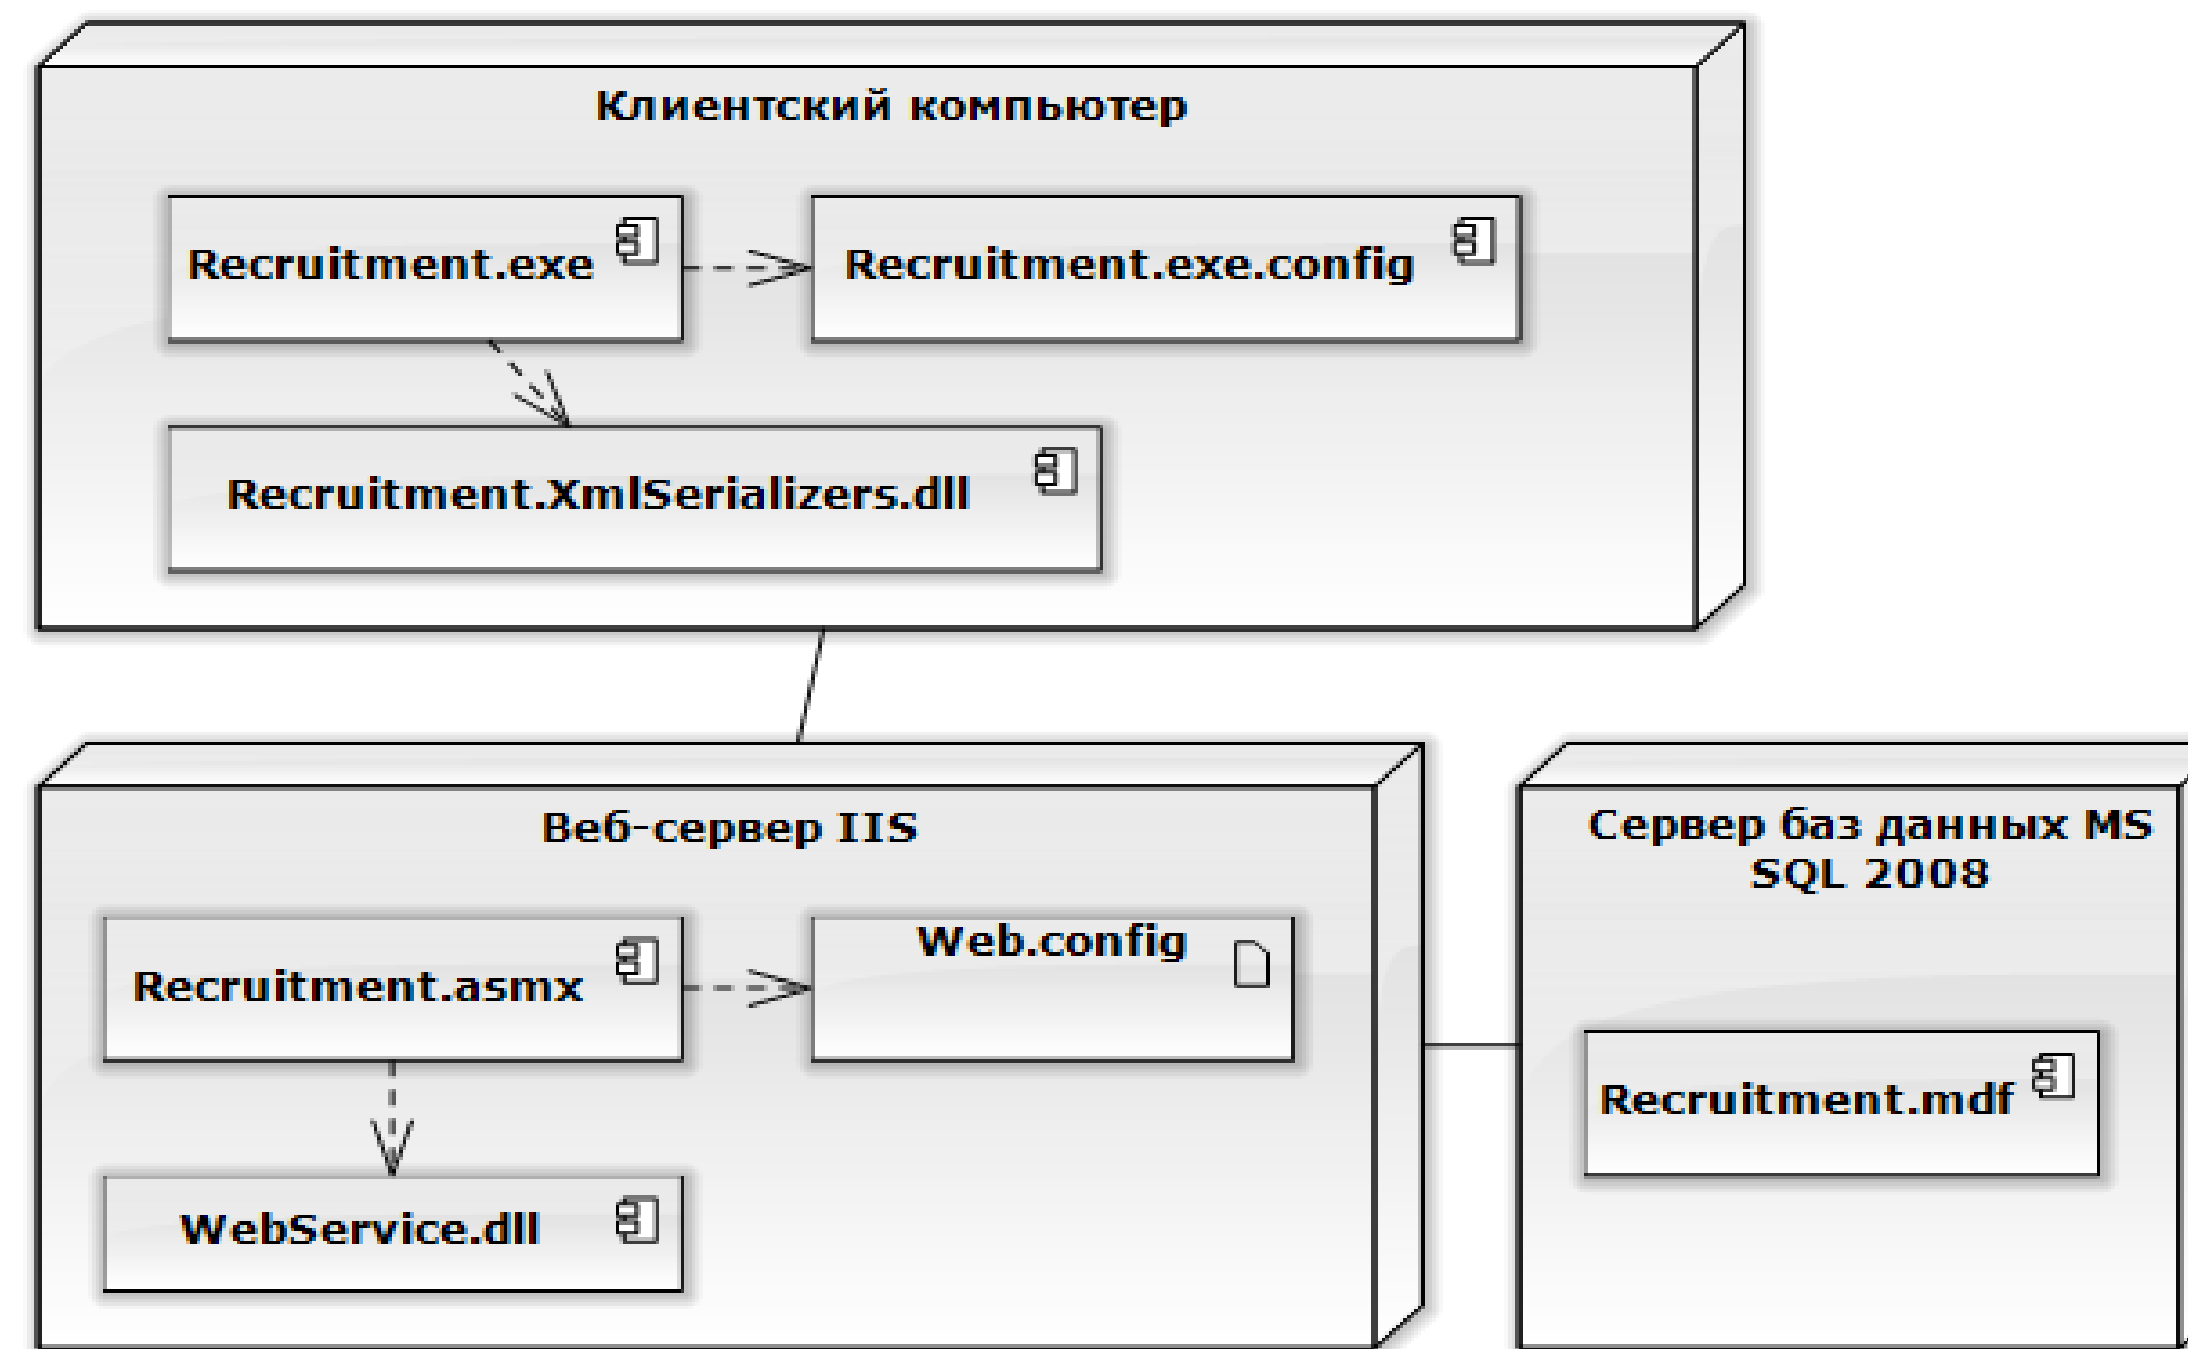 Клиентский компьютер
Recruitment.exe
Recruitment.exe.config
Recruitment.XmlSerializers.dll
Веб-сервер IIS
Recruitment.asmx
Web.config
WebService.dll
Сервер баз данных MS
SQL 2008
Recruitment.mdf